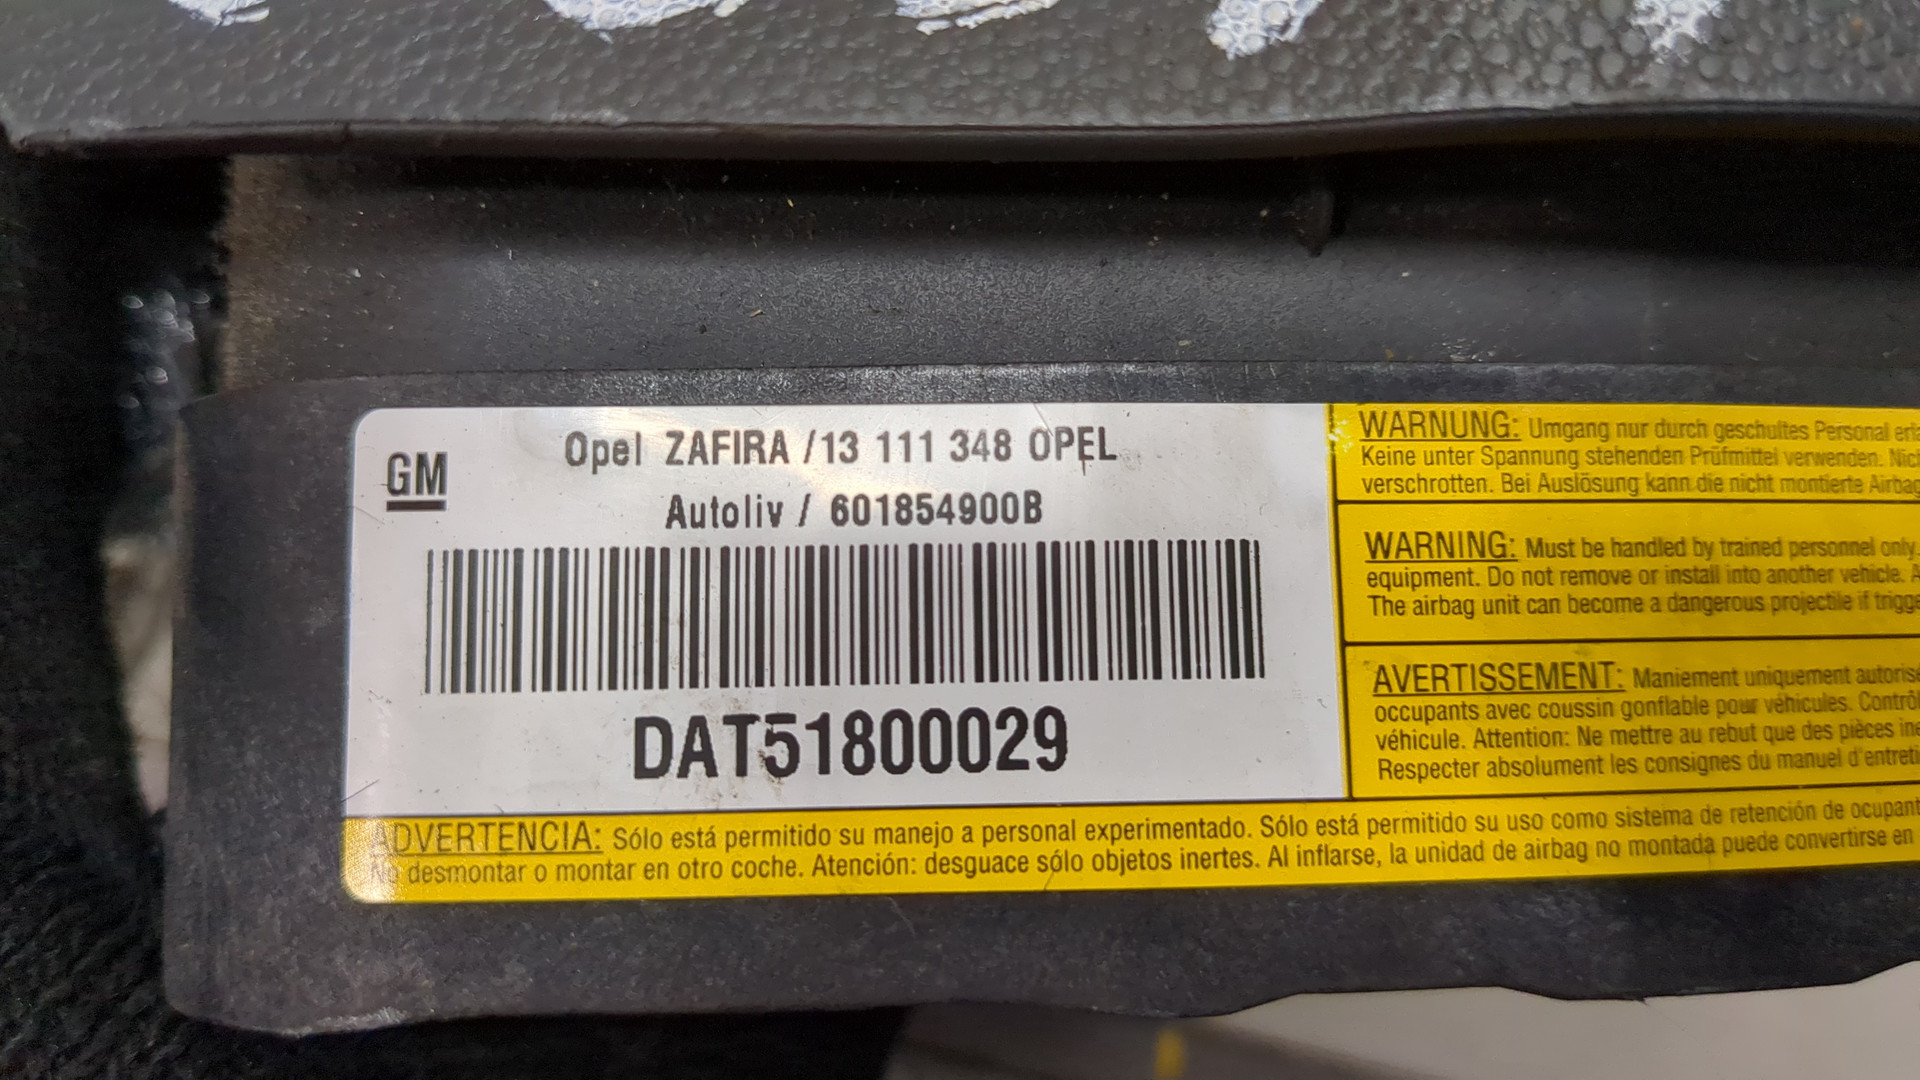 GM
Opel ZAFIRA /13 111 348 OPEL
Autoliv / 601854900B
DAT51800029
WARNUNG: Umgang nur durch geschultes Personal
Keine unter Spannung stehenden Prüfmittel verwenden.
verschrotten. Bei Auslösung kann die nicht montierte Airbag
WARNING: Must be handled by trained personnel only.
equipment. Do not remove or install into another vehicle.
The airbag unit can become a dangerous projectile if
AVERTISSEMENT: Maniement uniquement
occupants avec coussin gonflable pour véhicules.
véhicule. Attention: Ne mettre au rebut que des pièces
Respecter absolument les consignes du manuel
ADVERTENCIA: Sólo está permitido su manejo a personal experimentado. Sólo está permitido su uso como sistema de retención de
No desmontar o montar en otro coche. Atención: desguace sólo objetos inertes. Al inflarse, la unidad de airbag no montada puede convertirse en